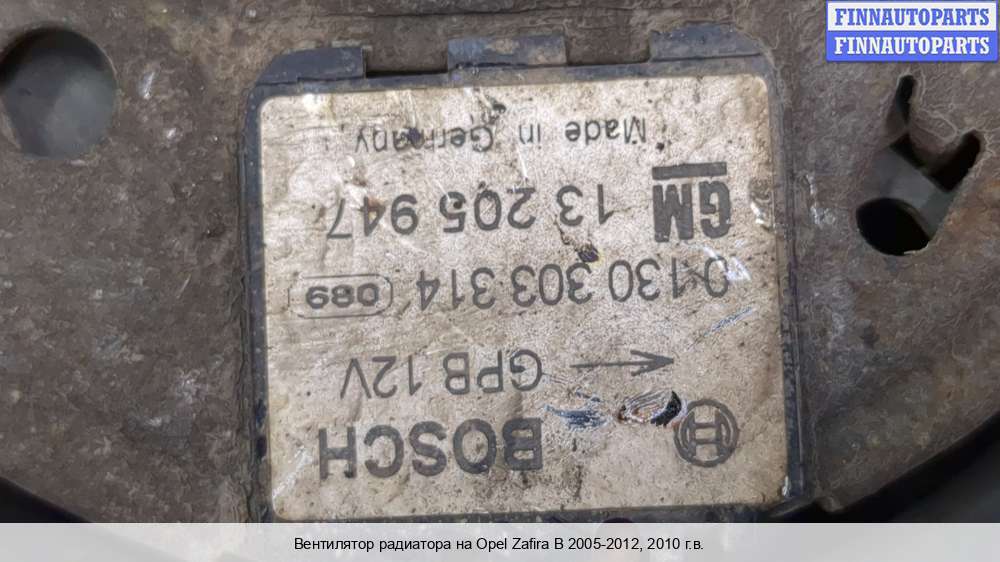 FINNAUTOPARTS
FINNAUTOPARTS
BOSCH
GPB 12V
0 130 303 314 089
GM 13 205 947
Made in Germany
Вентилятор радиатора на Opel Zafira B 2005-2012, 2010 г.в.